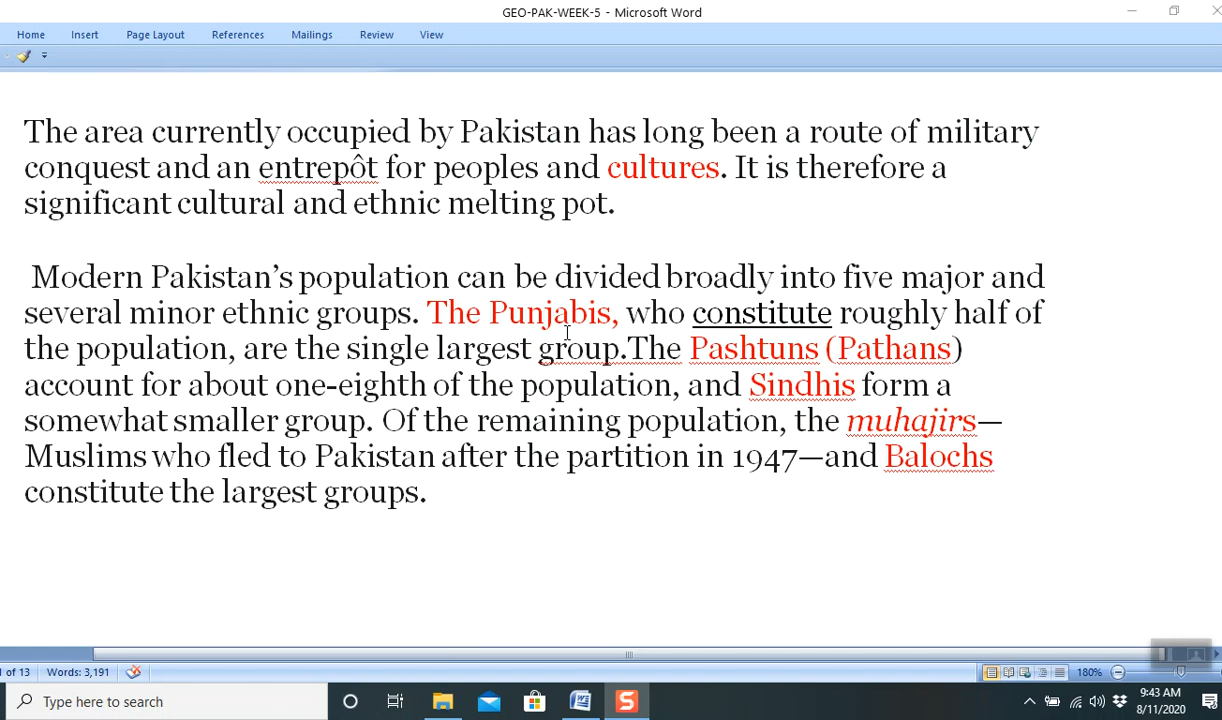 GEO-PAK-WEEK-5 - Microsoft Word
Home Insert Page Layout References Mailings Review View
The area currently occupied by Pakistan has long been a route of military
conquest and an entrepôt for peoples and cultures. It is therefore a
significant cultural and ethnic melting pot.
Modern Pakistan’s population can be divided broadly into five major and
several minor ethnic groups. The Punjabis, who constitute roughly half of
the population, are the single largest group.The Pashtuns (Pathans)
account for about one-eighth of the population, and Sindhis form a
somewhat smaller group. Of the remaining population, the muhajirs—
Muslims who fled to Pakistan after the partition in 1947—and Balochs
constitute the largest groups.
of 13 Words: 3,191 180%
Type here to search
9:43 AM
8/11/2020